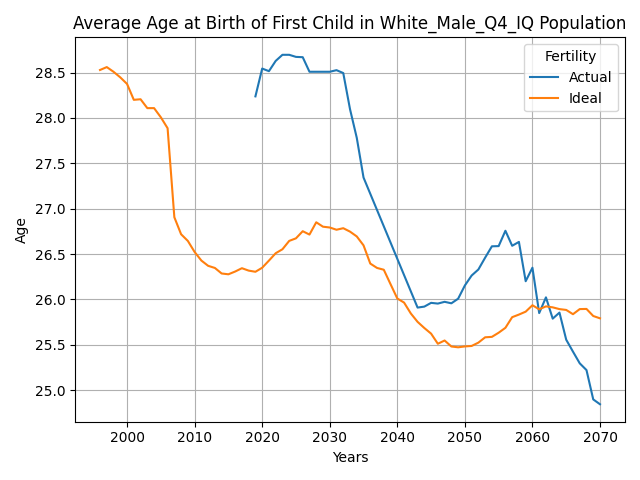 Average Age at Birth of First Child in White_Male_Q4_IQ Population
Fertility
Actual
Ideal
28.5
28.0
27.5
27.0
26.5
26.0
25.5
25.0
Age
2000 2010 2020 2030 2040 2050 2060 2070
Years